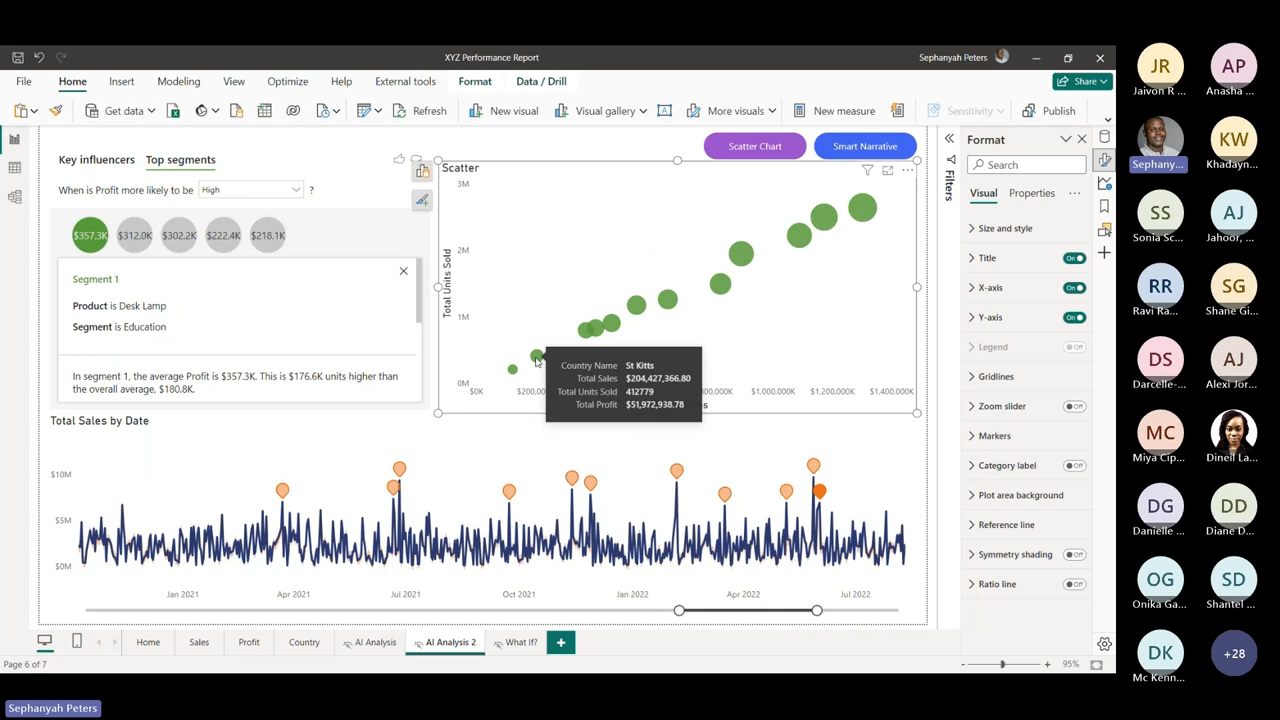 XYZ Performance Report
Sephanyah Peters
File Home Insert Modeling View Optimize Help External tools Format Data / Drill
Share
Get data
Refresh
New visual
Visual gallery
More visuals
New measure
Sensitivity
Publish
Key influencers Top segments
When is Profit more likely to be High ?
$357.3K $312.0K $302.2K $222.4K $218.1K
Segment 1
Product is Desk Lamp
Segment is Education
In segment 1, the average Profit is $357.3K. This is $176.6K units higher than
the overall average, $180.8K.
Scatter Chart
Smart Narrative
Scatter
Total Units Sold
3M
2M
1M
0M
$0K
$1,000,000K
$1,200,000K
$1,400,000K
Country Name St Kitts
Total Sales $204,427,366.80
Total Units Sold 412779
Total Profit $51,972,938.78
Total Sales by Date
$10M
$5M
$0M
Jan 2021 Apr 2021 Jul 2021 Oct 2021 Jan 2022 Apr 2022 Jul 2022
Filters
Format
Search
Visual Properties
Size and style
Title On
X-axis On
Y-axis On
Legend Off
Gridlines
Zoom slider Off
Markers
Category label Off
Plot area background
Reference line
Symmetry shading Off
Ratio line Off
Home Sales Profit Country AI Analysis AI Analysis 2 What If?
Page 6 of 7
95%
JR AP
Jaivon R ... Anasha ...
KW
Sephany... Khadayn...
SS AJ
Sonia Sc... Jahoor, ...
RR SG
Ravi Ra... Shane Gi...
DS AJ
Darcelle-... Alexi Jor...
MC
Miya Cip... Dinell La...
DG DD
Danielle ... Diane D...
OG SD
Onika Ga... Shantel ...
DK +28
Mc Kenn...
Sephanyah Peters